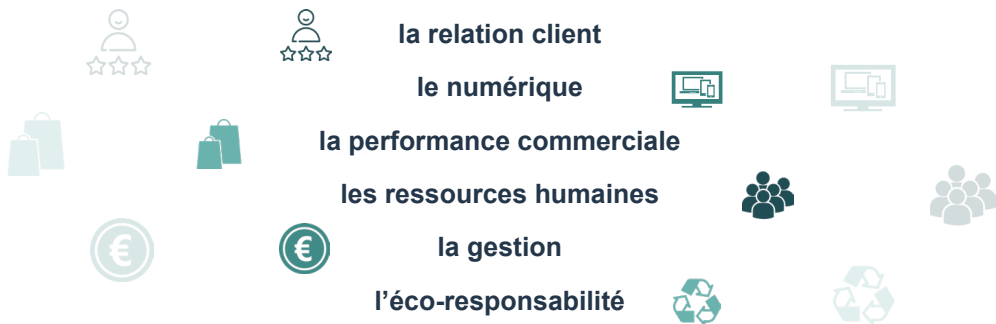 la relation client
le numérique
la performance commerciale
les ressources humaines
la gestion
l’éco-responsabilité